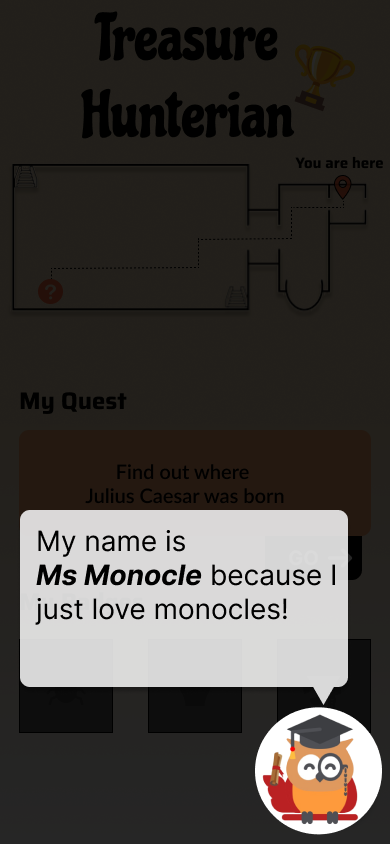 Treasure
Hunterian
You are here
?
My Quest
Find out where
Julius Caesar was born
My name is
Ms Monocle because I
just love monocles!